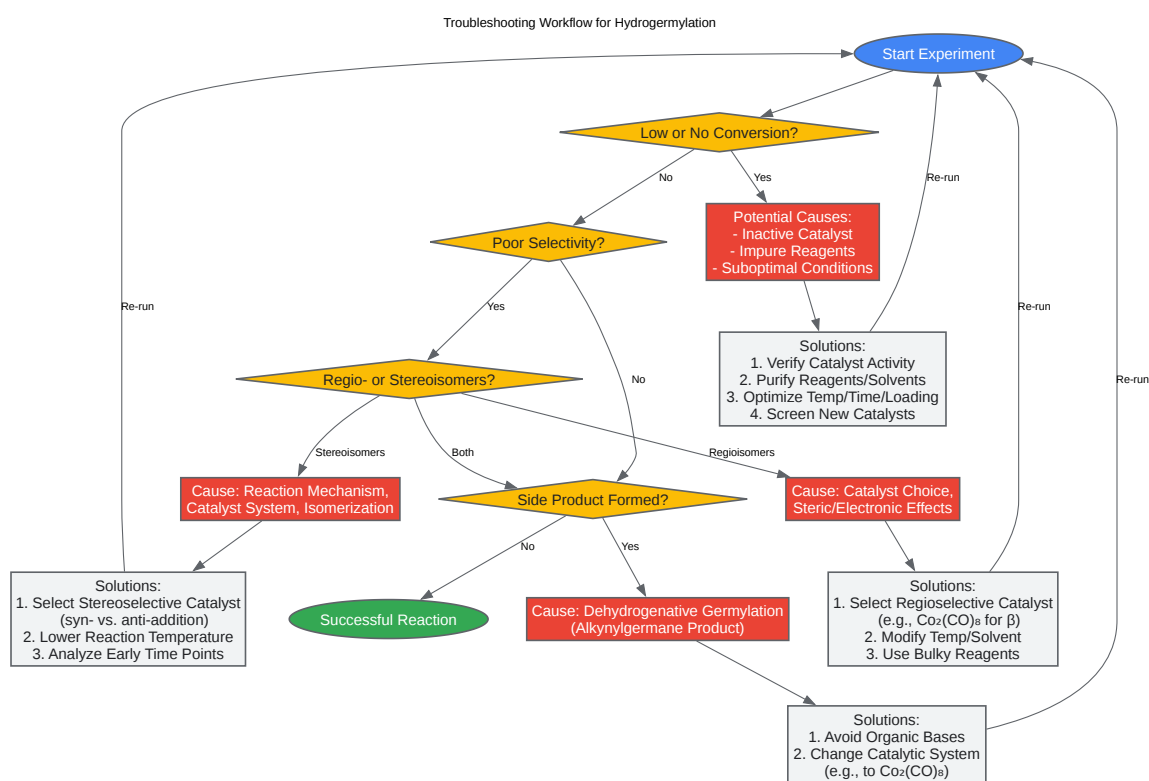 Troubleshooting Workflow for Hydrogermylation
Start Experiment
Low or No Conversion?
No
Yes
Re-run
Potential Causes:
- Inactive Catalyst
- Impure Reagents
- Suboptimal Conditions
Poor Selectivity?
Yes
No
Re-run
Re-run
Re-run
Solutions:
1. Verify Catalyst Activity
2. Purify Reagents/Solvents
3. Optimize Temp/Time/Loading
4. Screen New Catalysts
Regio- or Stereoisomers?
Stereoisomers
Both
Regioisomers
Cause: Reaction Mechanism,
Catalyst System, Isomerization
Side Product Formed?
Cause: Catalyst Choice,
Steric/Electronic Effects
No
Yes
Solutions:
1. Select Stereoselective Catalyst
(syn- vs. anti-addition)
2. Lower Reaction Temperature
3. Analyze Early Time Points
Successful Reaction
Cause: Dehydrogenative Germylation
(Alkynylgermane Product)
Solutions:
1. Select Regioselective Catalyst
(e.g., Co₂(CO)₈ for β)
2. Modify Temp/Solvent
3. Use Bulky Reagents
Solutions:
1. Avoid Organic Bases
2. Change Catalytic System
(e.g., to Co₂(CO)₈)